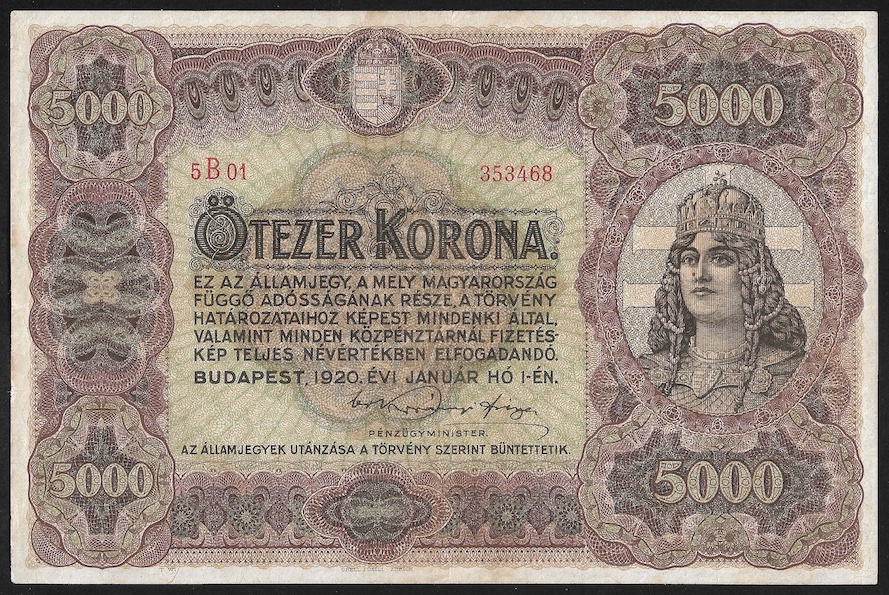 5000
5000
5B01 353468
ÖTEZER KORONA.
EZ AZ ÁLLAMJEGY, A MELY MAGYARORSZÁG
FÜGGŐ ADÓSSÁGÁNAK RÉSZE, A TÖRVÉNY
HATÁROZATAIHOZ KÉPEST MINDENKI ÁLTAL,
VALAMINT MINDEN KÖZPÉNZTÁRNÁL FIZETÉS-
KÉP TELJES NÉVÉRTÉKBEN ELFOGADANDÓ.
BUDAPEST, 1920. ÉVI JANUÁR HÓ 1-ÉN.
PÉNZÜGYMINISTER.
AZ ÁLLAMJEGYEK UTÁNZÁSA A TÖRVÉNY SZERINT BÜNTETTETIK.
5000
5000